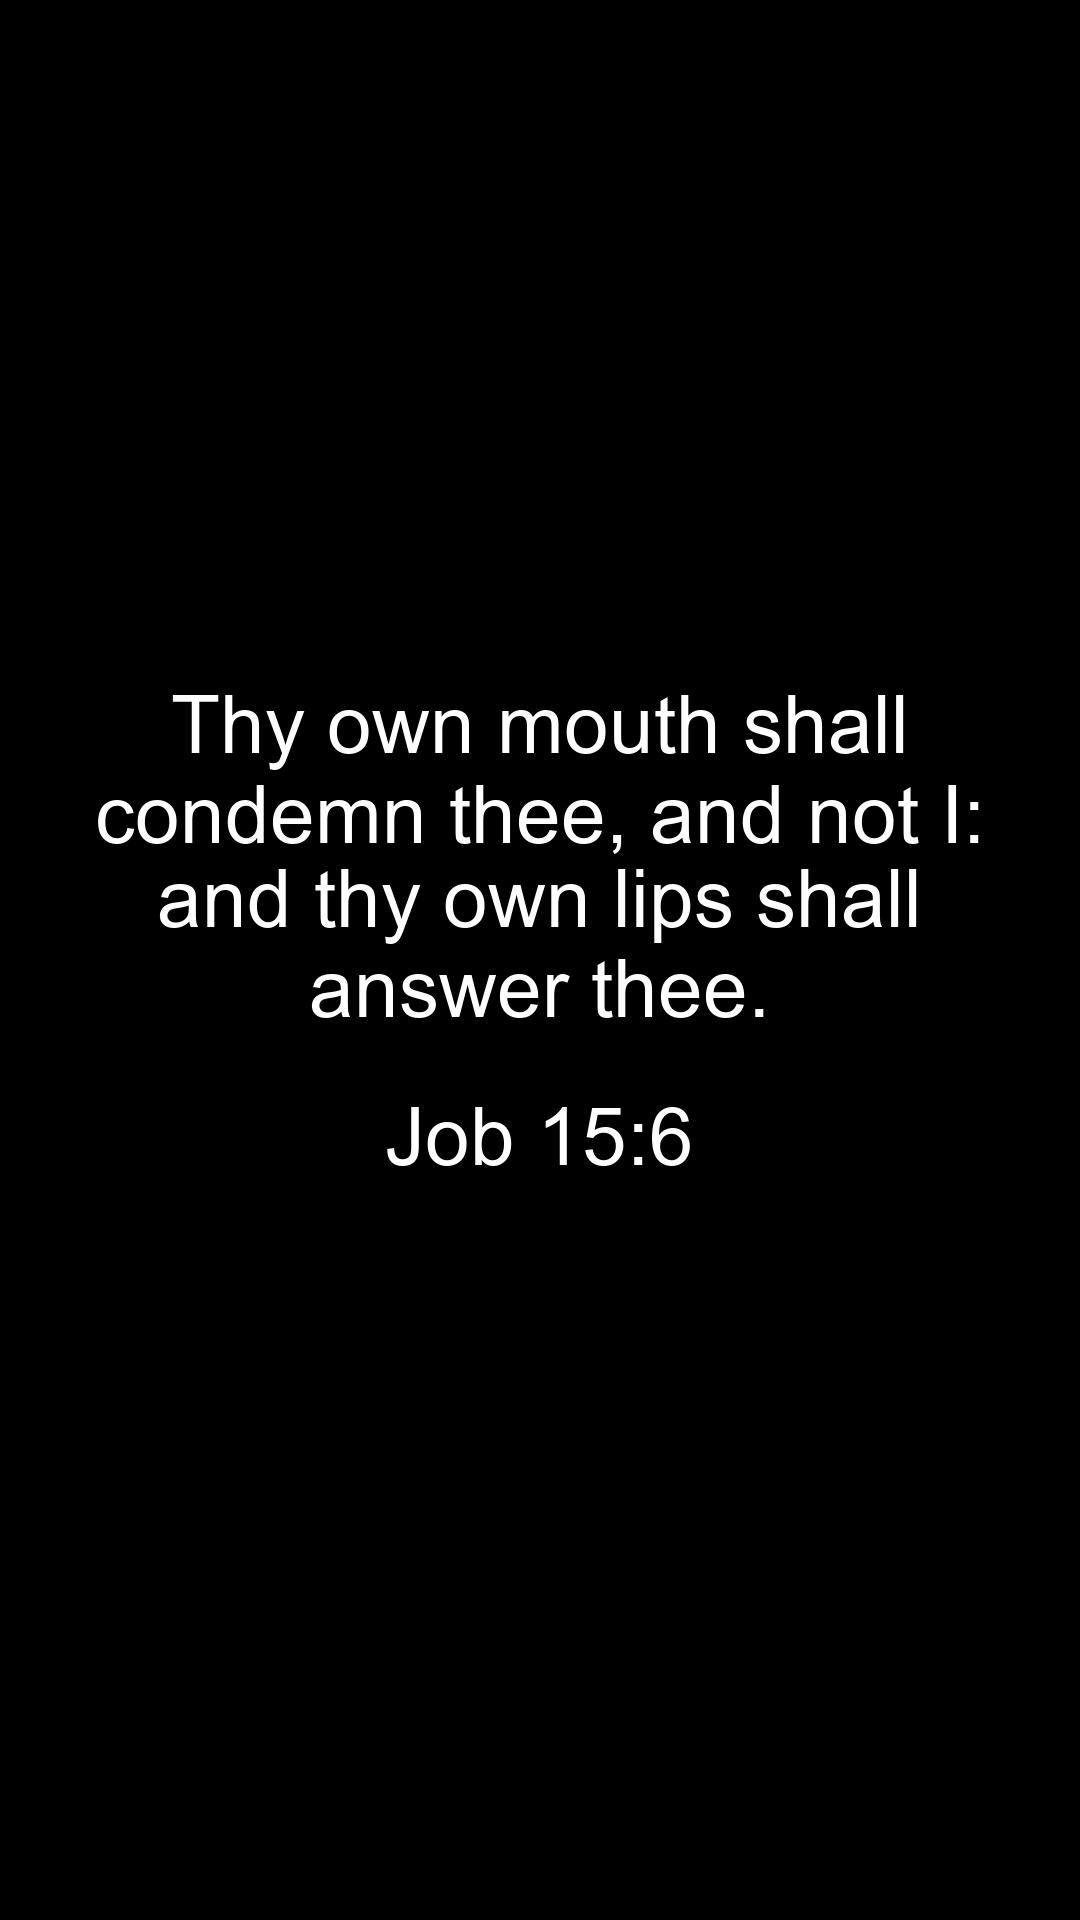 Thy own mouth shall
condemn thee, and not I:
and thy own lips shall
answer thee.
Job 15:6